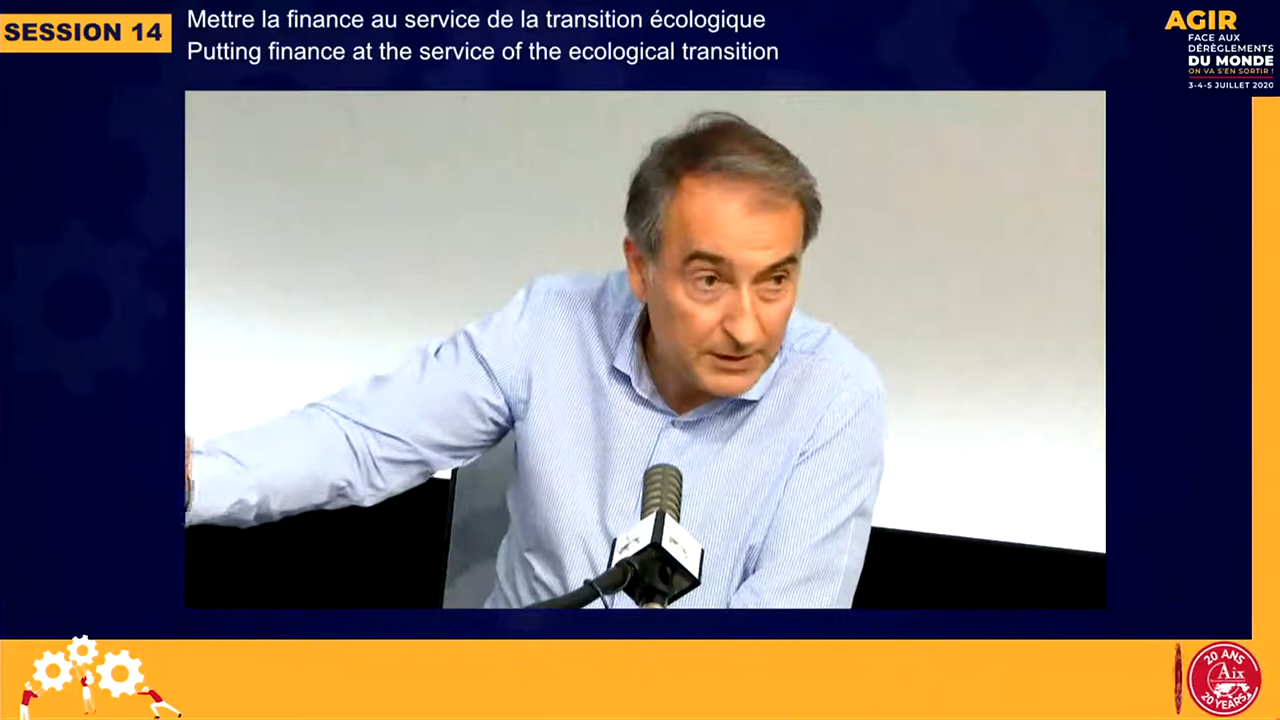 SESSION 14
Mettre la finance au service de la transition écologique
Putting finance at the service of the ecological transition
AGIR
FACE AUX
DÉRÈGLEMENTS
DU MONDE
ON VA S'EN SORTIR !
3-4-5 JUILLET 2020
20 ANS
Aix
20 YEARS